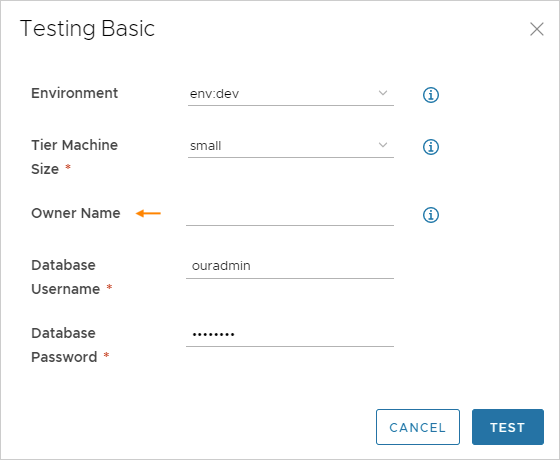 Testing Basic
Environment
env:dev
Tier Machine
Size *
small
Owner Name
Database
Username *
ouradmin
Database
Password *
••••••••
CANCEL
TEST